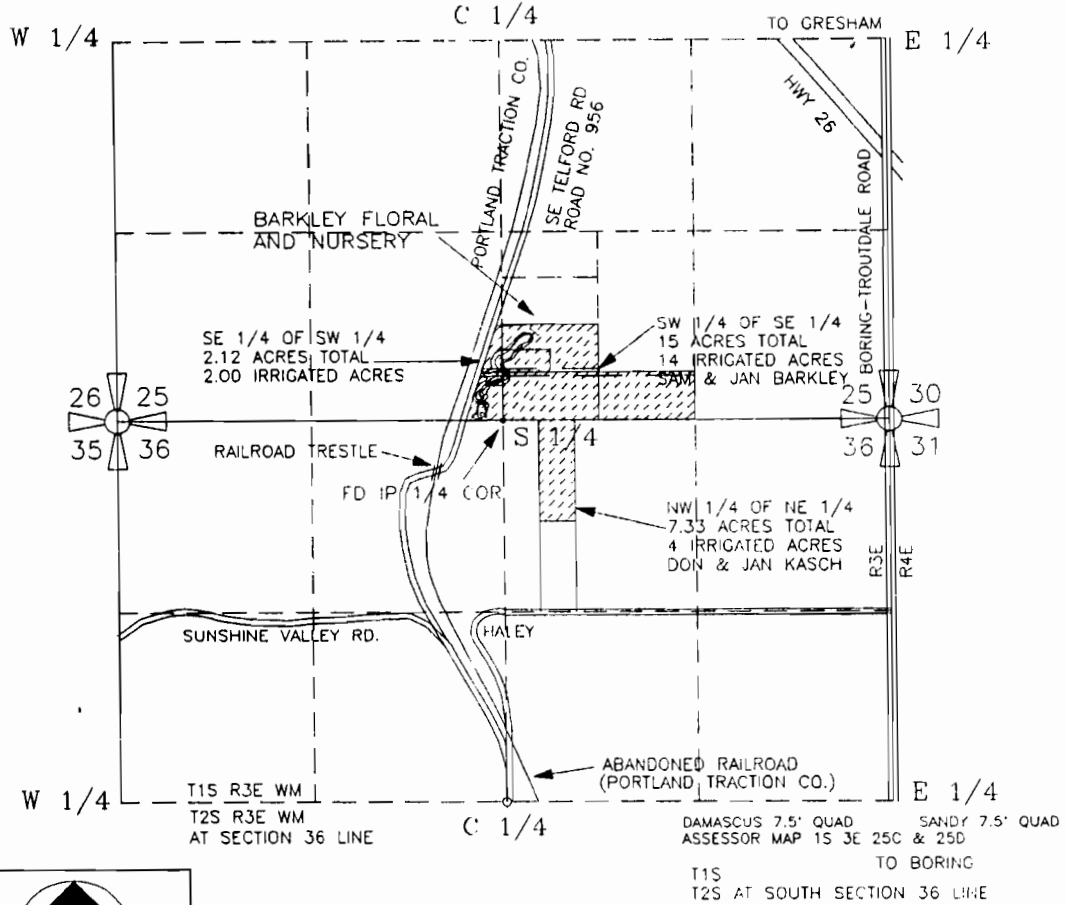 C 1/4
TO GRESHAM
W 1/4
E 1/4
HWY 26
PORTLAND TRACTION CO.
SE TELFORD RD
ROAD NO. 956
BORING-TROUTDALE ROAD
BARKLEY FLORAL
AND NURSERY
SE 1/4 OF SW 1/4
2.12 ACRES TOTAL
2.00 IRRIGATED ACRES
SW 1/4 OF SE 1/4
15 ACRES TOTAL
14 IRRIGATED ACRES
SAM & JAN BARKLEY
26 25
35 36
25 30
36 31
S 1/4
RAILROAD TRESTLE
FD IP 1/4 COR
NW 1/4 OF NE 1/4
7.33 ACRES TOTAL
4 IRRIGATED ACRES
DON & JAN KASCH
R3E
R4E
SUNSHINE VALLEY RD.
HALEY
ABANDONED RAILROAD
(PORTLAND TRACTION CO.)
W 1/4
T1S R3E WM
T2S R3E WM
AT SECTION 36 LINE
C 1/4
E 1/4
DAMASCUS 7.5' QUAD SANDY 7.5' QUAD
ASSESSOR MAP 1S 3E 25C & 25D
TO BORING
T1S
T2S AT SOUTH SECTION 36 LINE